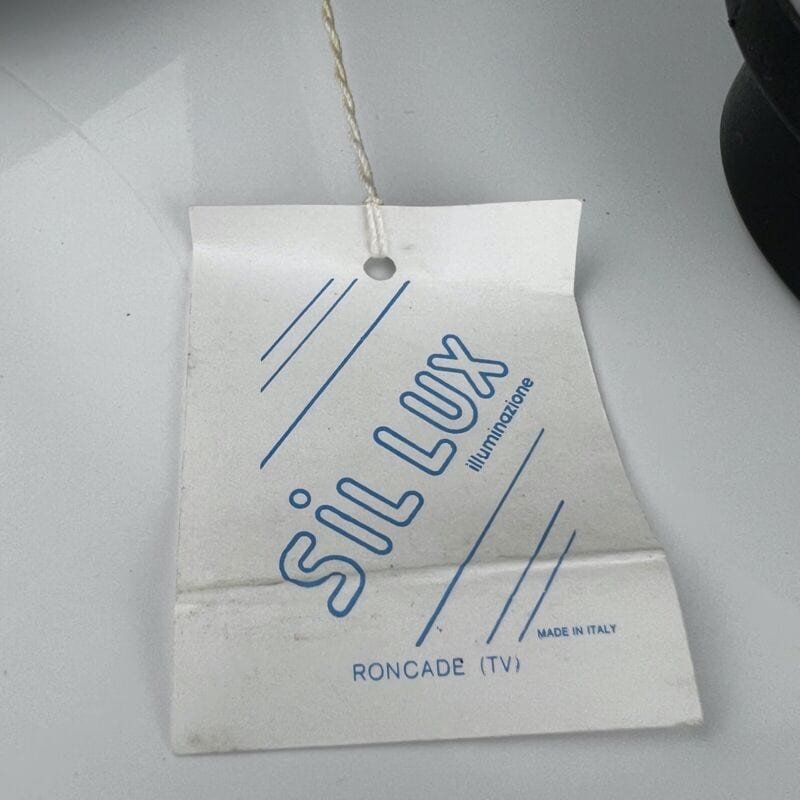 SiL LUX
illuminazione
MADE IN ITALY
RONCADE (TV)